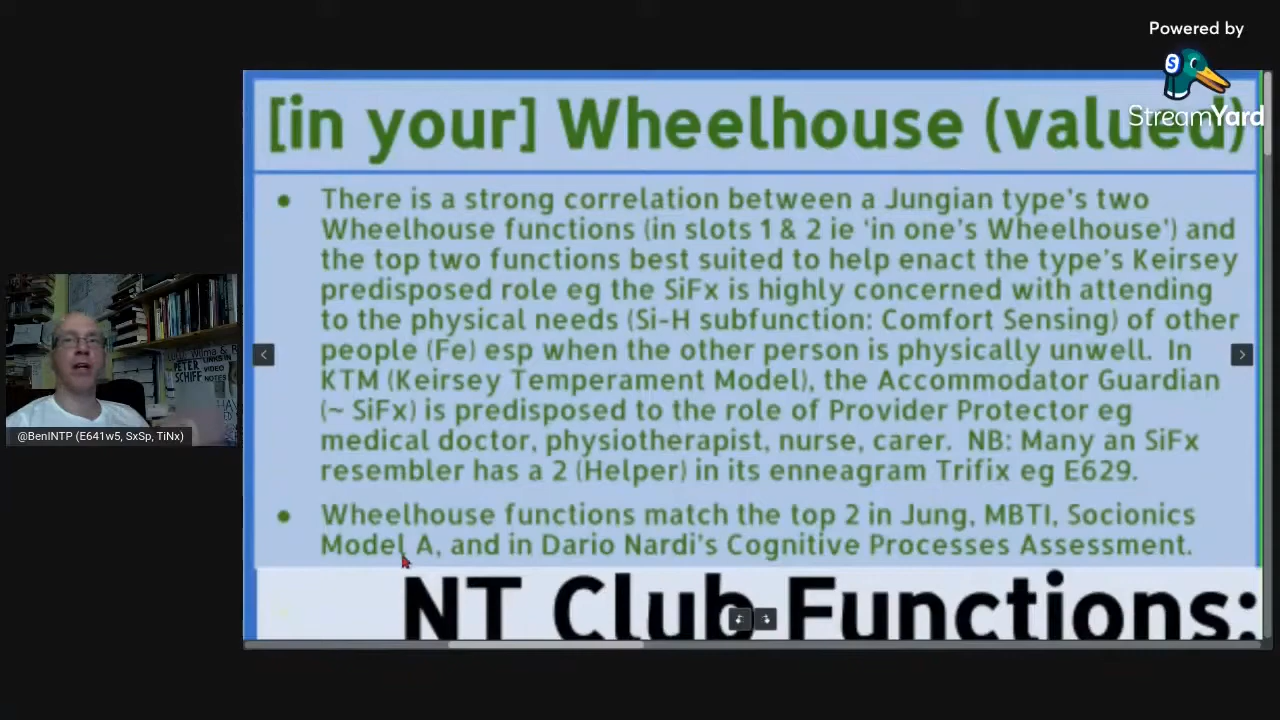 Powered by
StreamYard
[in your] Wheelhouse (valued)
• There is a strong correlation between a Jungian type's two
Wheelhouse functions (in slots 1 & 2 ie 'in one's Wheelhouse') and
the top two functions best suited to help enact the type's Keirsey
predisposed role eg the SiFx is highly concerned with attending
to the physical needs (Si-H subfunction: Comfort Sensing) of other
people (Fe) esp when the other person is physically unwell. In
KTM (Keirsey Temperament Model), the Accommodator Guardian
(~ SiFx) is predisposed to the role of Provider Protector eg
medical doctor, physiotherapist, nurse, carer. NB: Many an SiFx
resembler has a 2 (Helper) in its enneagram Trifix eg E629.
• Wheelhouse functions match the top 2 in Jung, MBTI, Socionics
Model A, and in Dario Nardi's Cognitive Processes Assessment.
NT Club Functions:
PETER
SCHIFF
LINKS IN
VIDEO
NOTES
@BenINTP (E641w5, SxSp, TiNx)